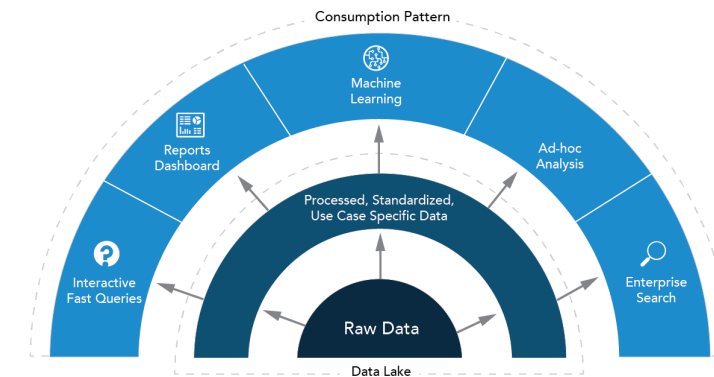 Consumption Pattern
Machine
Learning
Reports
Dashboard
Ad-hoc
Analysis
Processed, Standardized,
Use Case Specific Data
Interactive
Fast Queries
Enterprise
Search
Raw Data
Data Lake